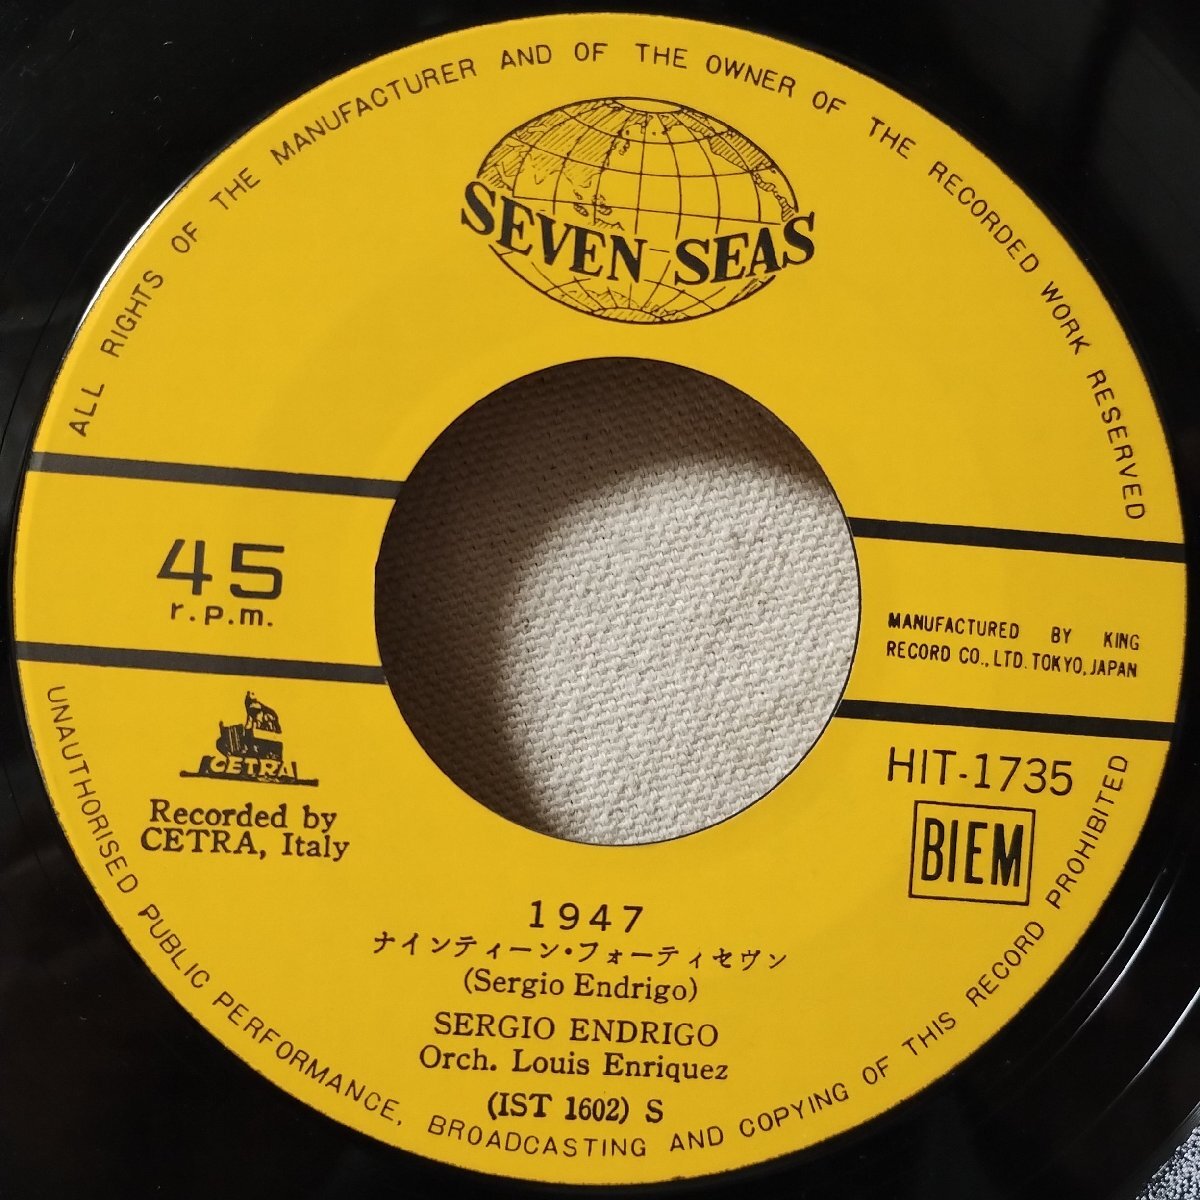 ALL RIGHTS OF THE MANUFACTURER AND OF THE OWNER OF THE RECORDED WORK RESERVED
SEVEN SEAS
45
r.p.m.
MANUFACTURED BY KING
RECORD CO., LTD. TOKYO, JAPAN
CETRA
Recorded by
CETRA, Italy
HIT-1735
BIEM
1947
ナインティーン・フォーティセヴン
(Sergio Endrigo)
SERGIO ENDRIGO
Orch. Louis Enriquez
(IST 1602) S
UNAUTHORISED PUBLIC PERFORMANCE, BROADCASTING AND COPYING OF THIS RECORD PROHIBITED